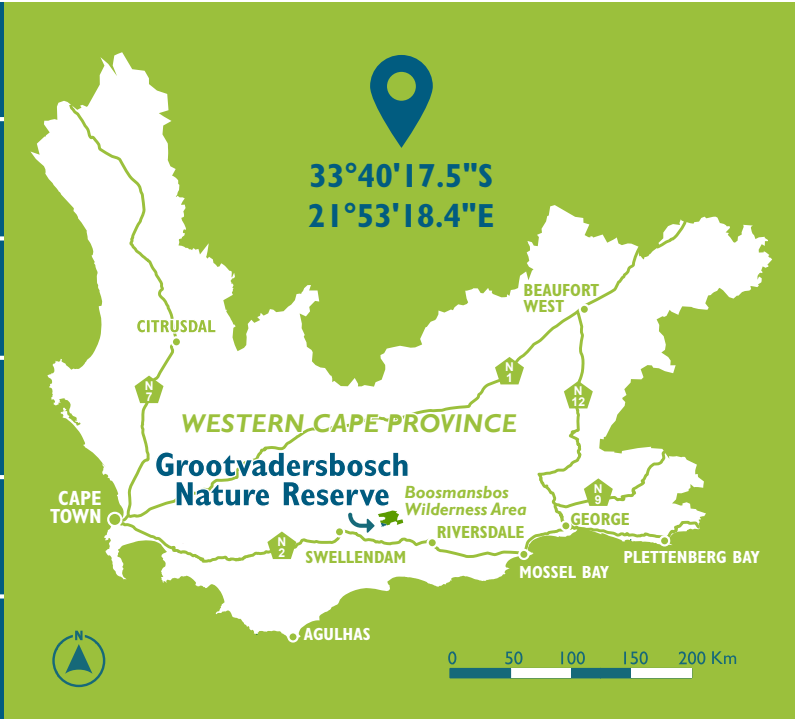 33°40'17.5"S
21°53'18.4"E
BEAUFORT
WEST
CITRUSDAL
N
1
N
7
N
12
WESTERN CAPE PROVINCE
Grootvadersbosch
Nature Reserve
Boosmansbos
Wilderness Area
CAPE
TOWN
N
9
GEORGE
RIVERSDALE
N
2
SWELLENDAM
PLETTENBERG BAY
MOSSEL BAY
AGULHAS
N
0 50 100 150 200 Km